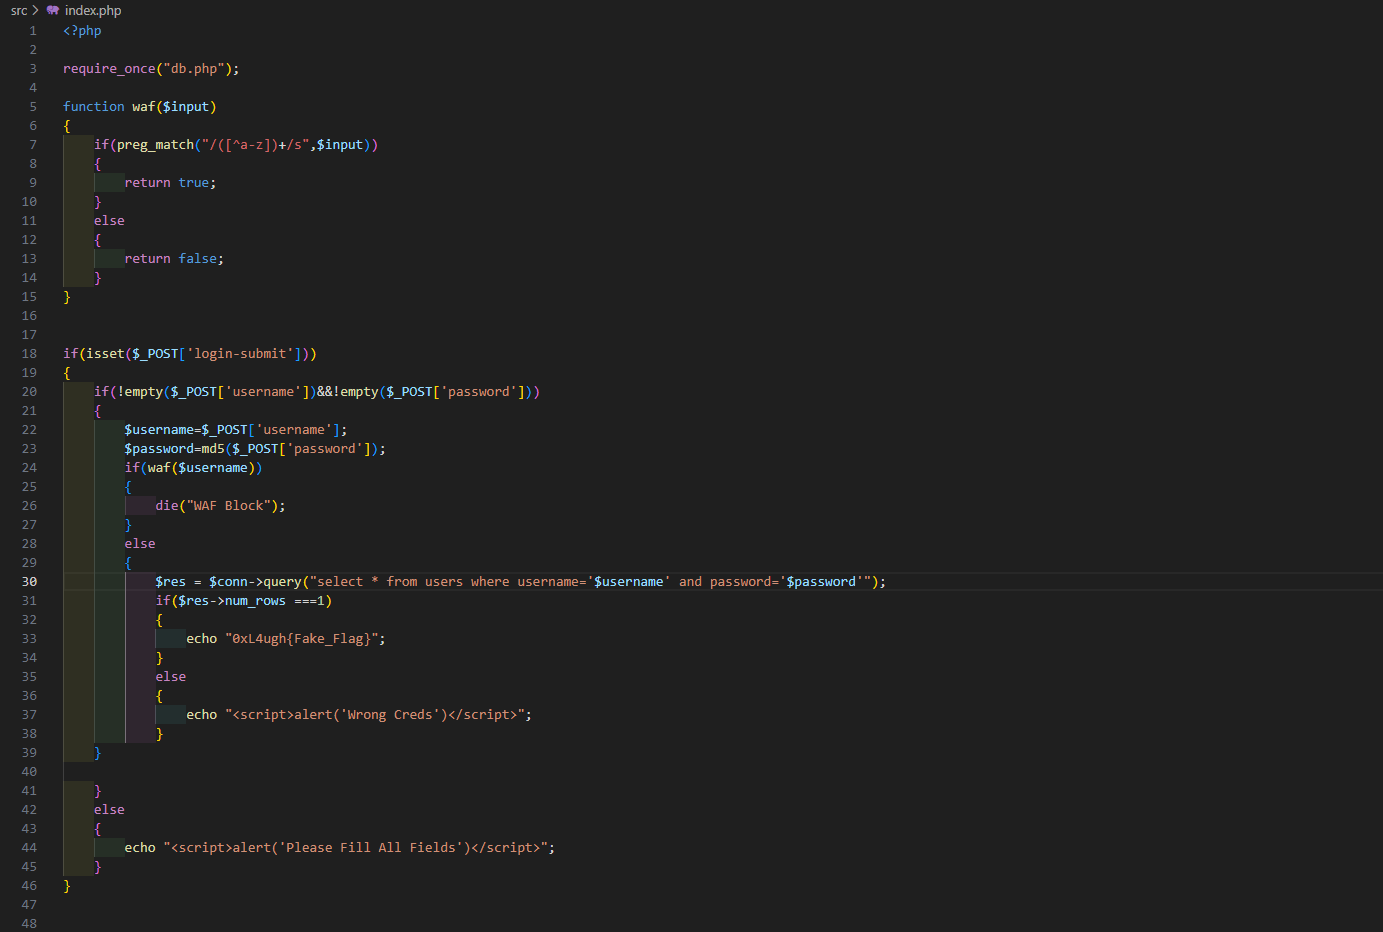 src > index.php
1 <?php
2
3 require_once("db.php");
4
5 function waf($input)
6 {
7 if(preg_match("/([^a-z])+/s",$input))
8 {
9 return true;
10 }
11 else
12 {
13 return false;
14 }
15 }
16
17
18 if(isset($_POST['login-submit']))
19 {
20 if(!empty($_POST['username'])&&!empty($_POST['password']))
21 {
22 $username=$_POST['username'];
23 $password=md5($_POST['password']);
24 if(waf($username))
25 {
26 die("WAF Block");
27 }
28 else
29 {
30 $res = $conn->query("select * from users where username='$username' and password='$password'");
31 if($res->num_rows ===1)
32 {
33 echo "0xL4ugh{Fake_Flag}";
34 }
35 else
36 {
37 echo "<script>alert('Wrong Creds')</script>";
38 }
39 }
40
41 }
42 else
43 {
44 echo "<script>alert('Please Fill All Fields')</script>";
45 }
46 }
47
48